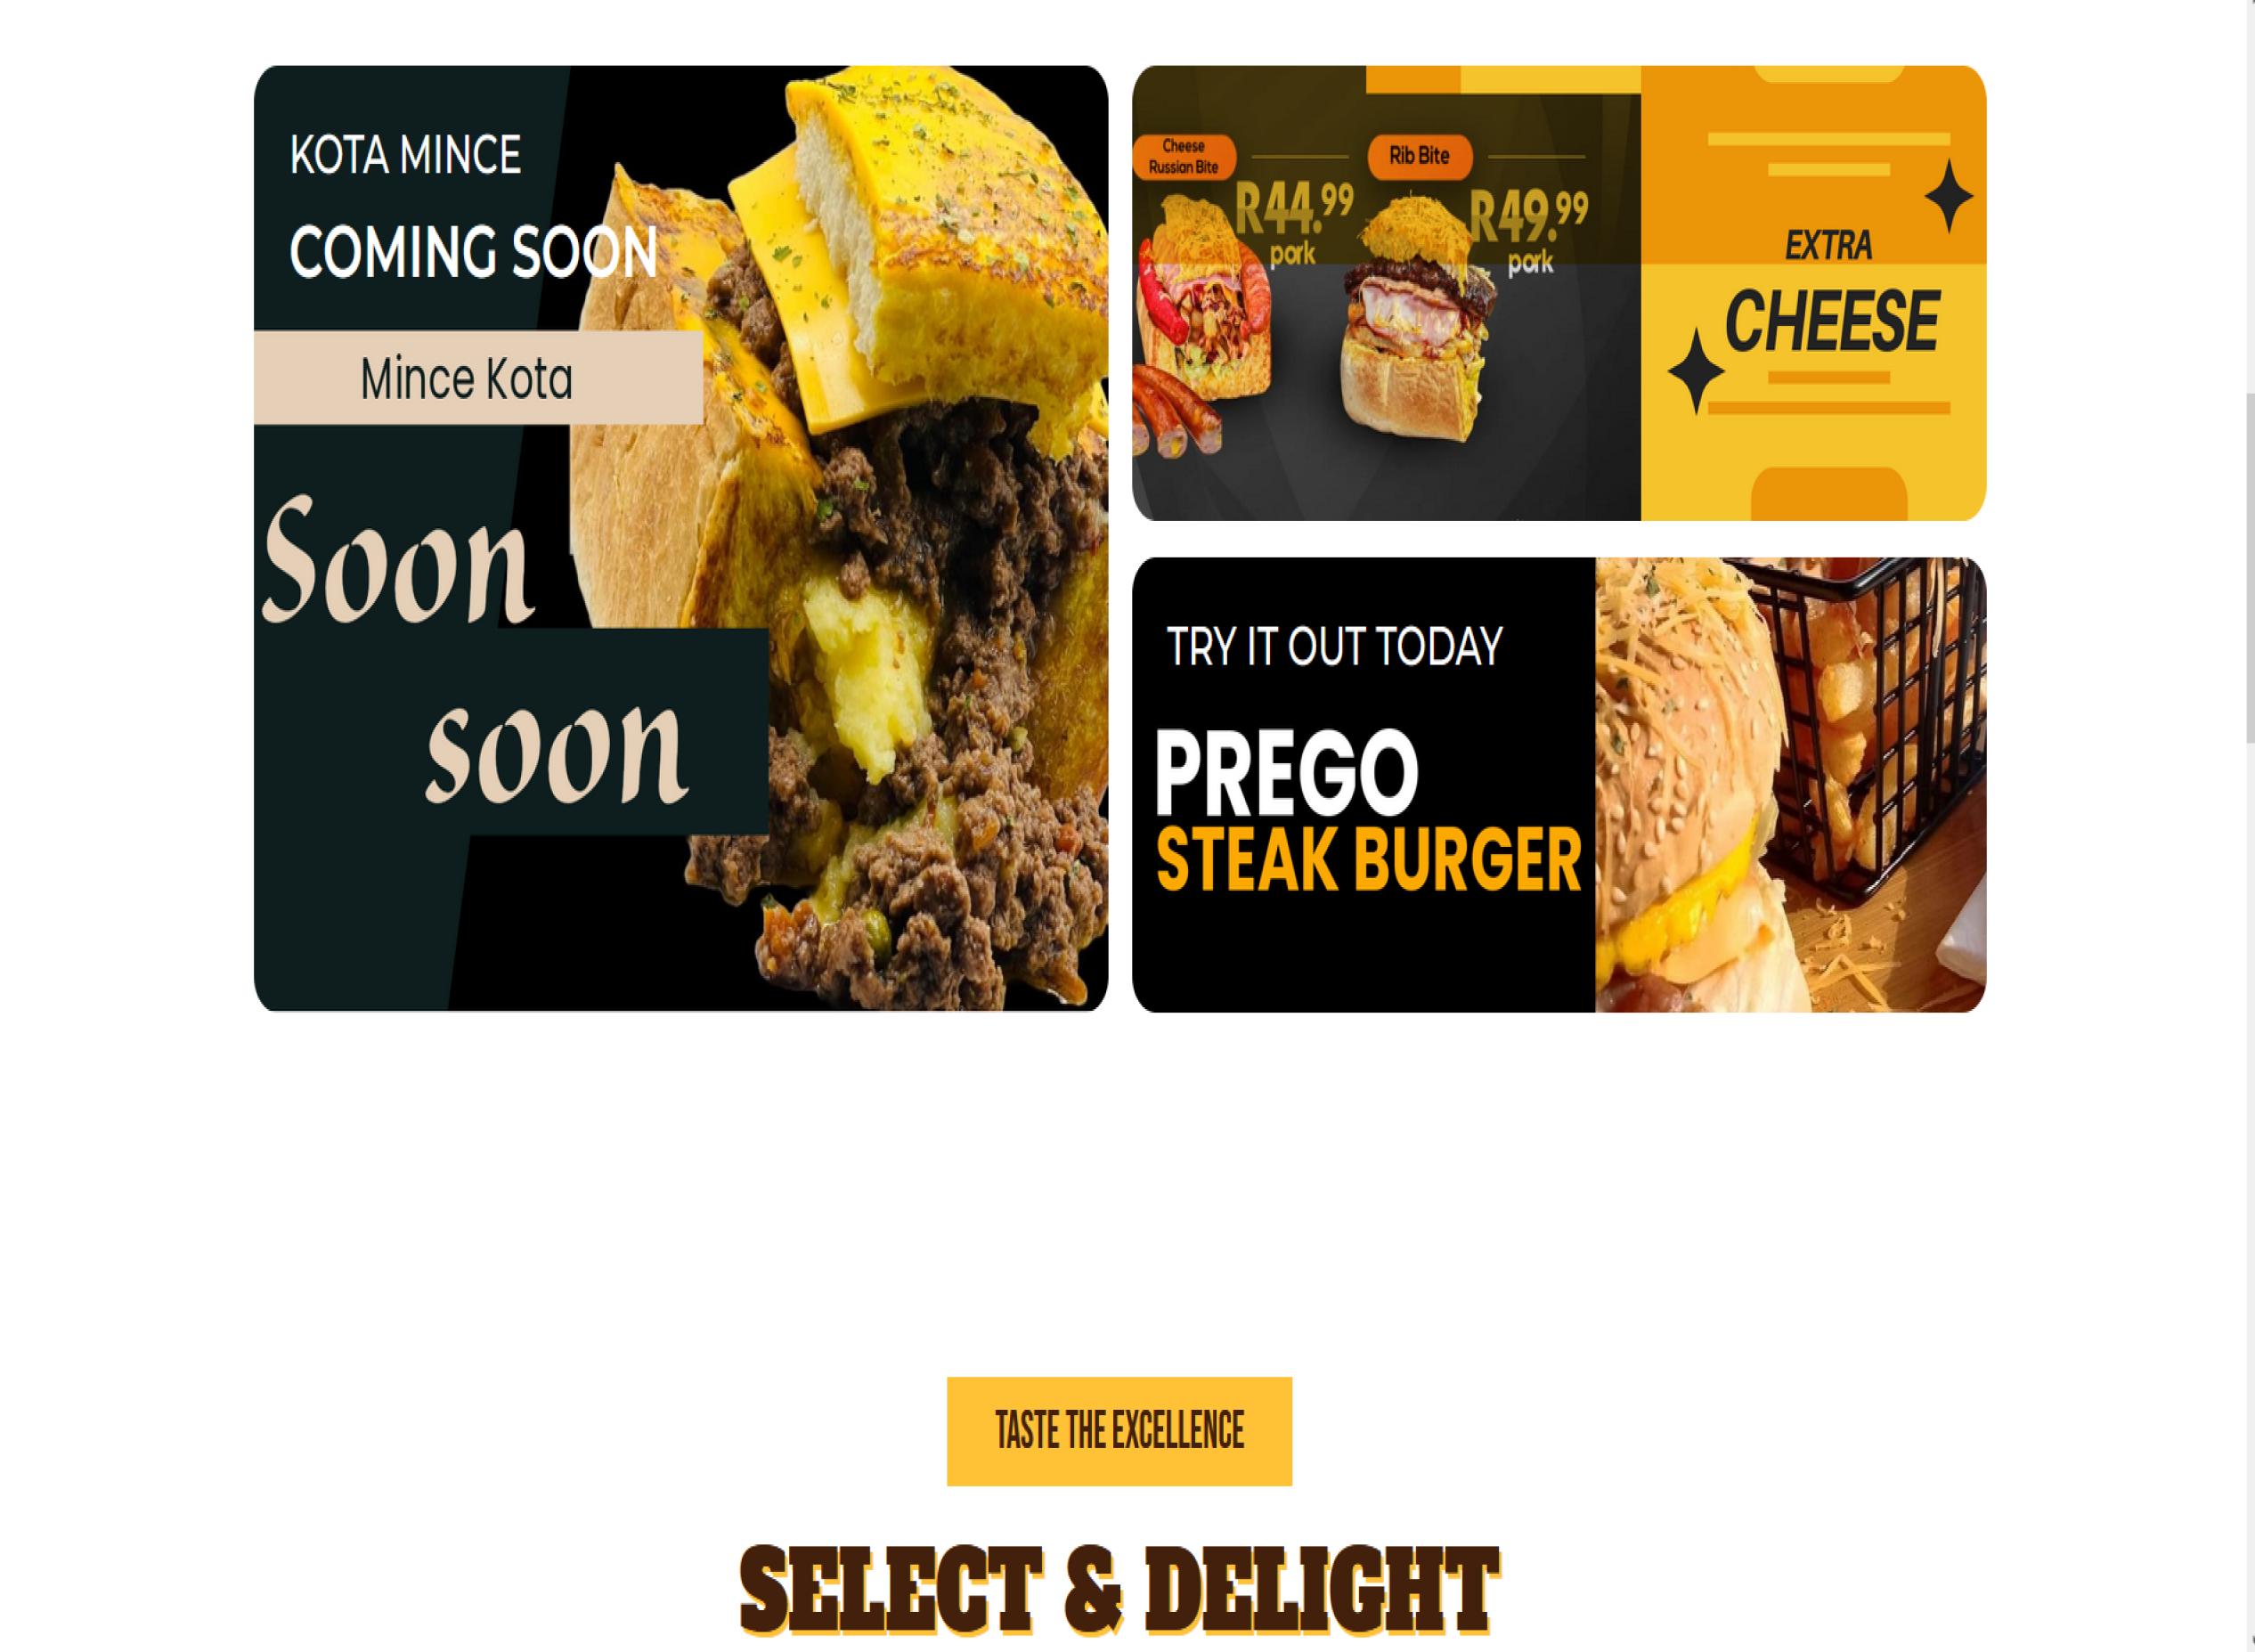 KOTA MINCE
COMING SOON
Mince Kota
Soon
soon
Cheese
Russian Bite
R44.99
pork
Rib Bite
R49.99
pork
EXTRA
CHEESE
TRY IT OUT TODAY
PREGO
STEAK BURGER
TASTE THE EXCELLENCE
SELECT & DELIGHT